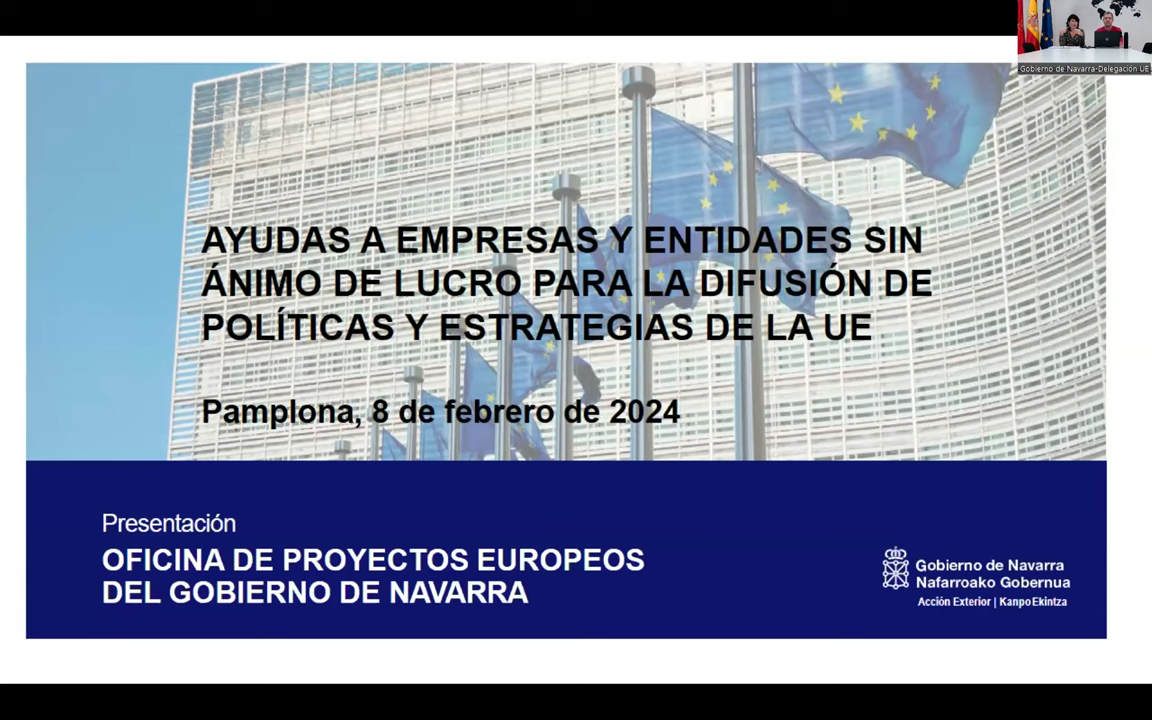 Gobierno de Navarra-Delegación UE
AYUDAS A EMPRESAS Y ENTIDADES SIN
ÁNIMO DE LUCRO PARA LA DIFUSIÓN DE
POLÍTICAS Y ESTRATEGIAS DE LA UE
Pamplona, 8 de febrero de 2024
Presentación
OFICINA DE PROYECTOS EUROPEOS
DEL GOBIERNO DE NAVARRA
Gobierno de Navarra
Nafarroako Gobernua
Acción Exterior | Kanpo Ekintza